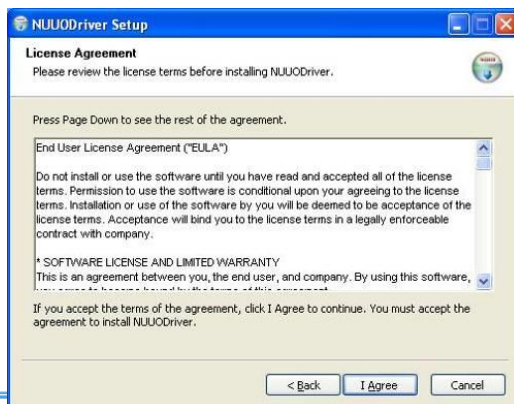 NUUODriver Setup
License Agreement
Please review the license terms before installing NUUODriver.
Press Page Down to see the rest of the agreement.
End User License Agreement ("EULA")
Do not install or use the software until you have read and accepted all of the license
terms. Permission to use the software is conditional upon your agreeing to the license
terms. Installation or use of the software by you will be deemed to be acceptance of the
license terms. Acceptance will bind you to the license terms in a legally enforceable
contract with company.
* SOFTWARE LICENSE AND LIMITED WARRANTY
This is an agreement between you, the end user, and company. By using this software,
If you accept the terms of the agreement, click I Agree to continue. You must accept the
agreement to install NUUODriver.
< Back
I Agree
Cancel